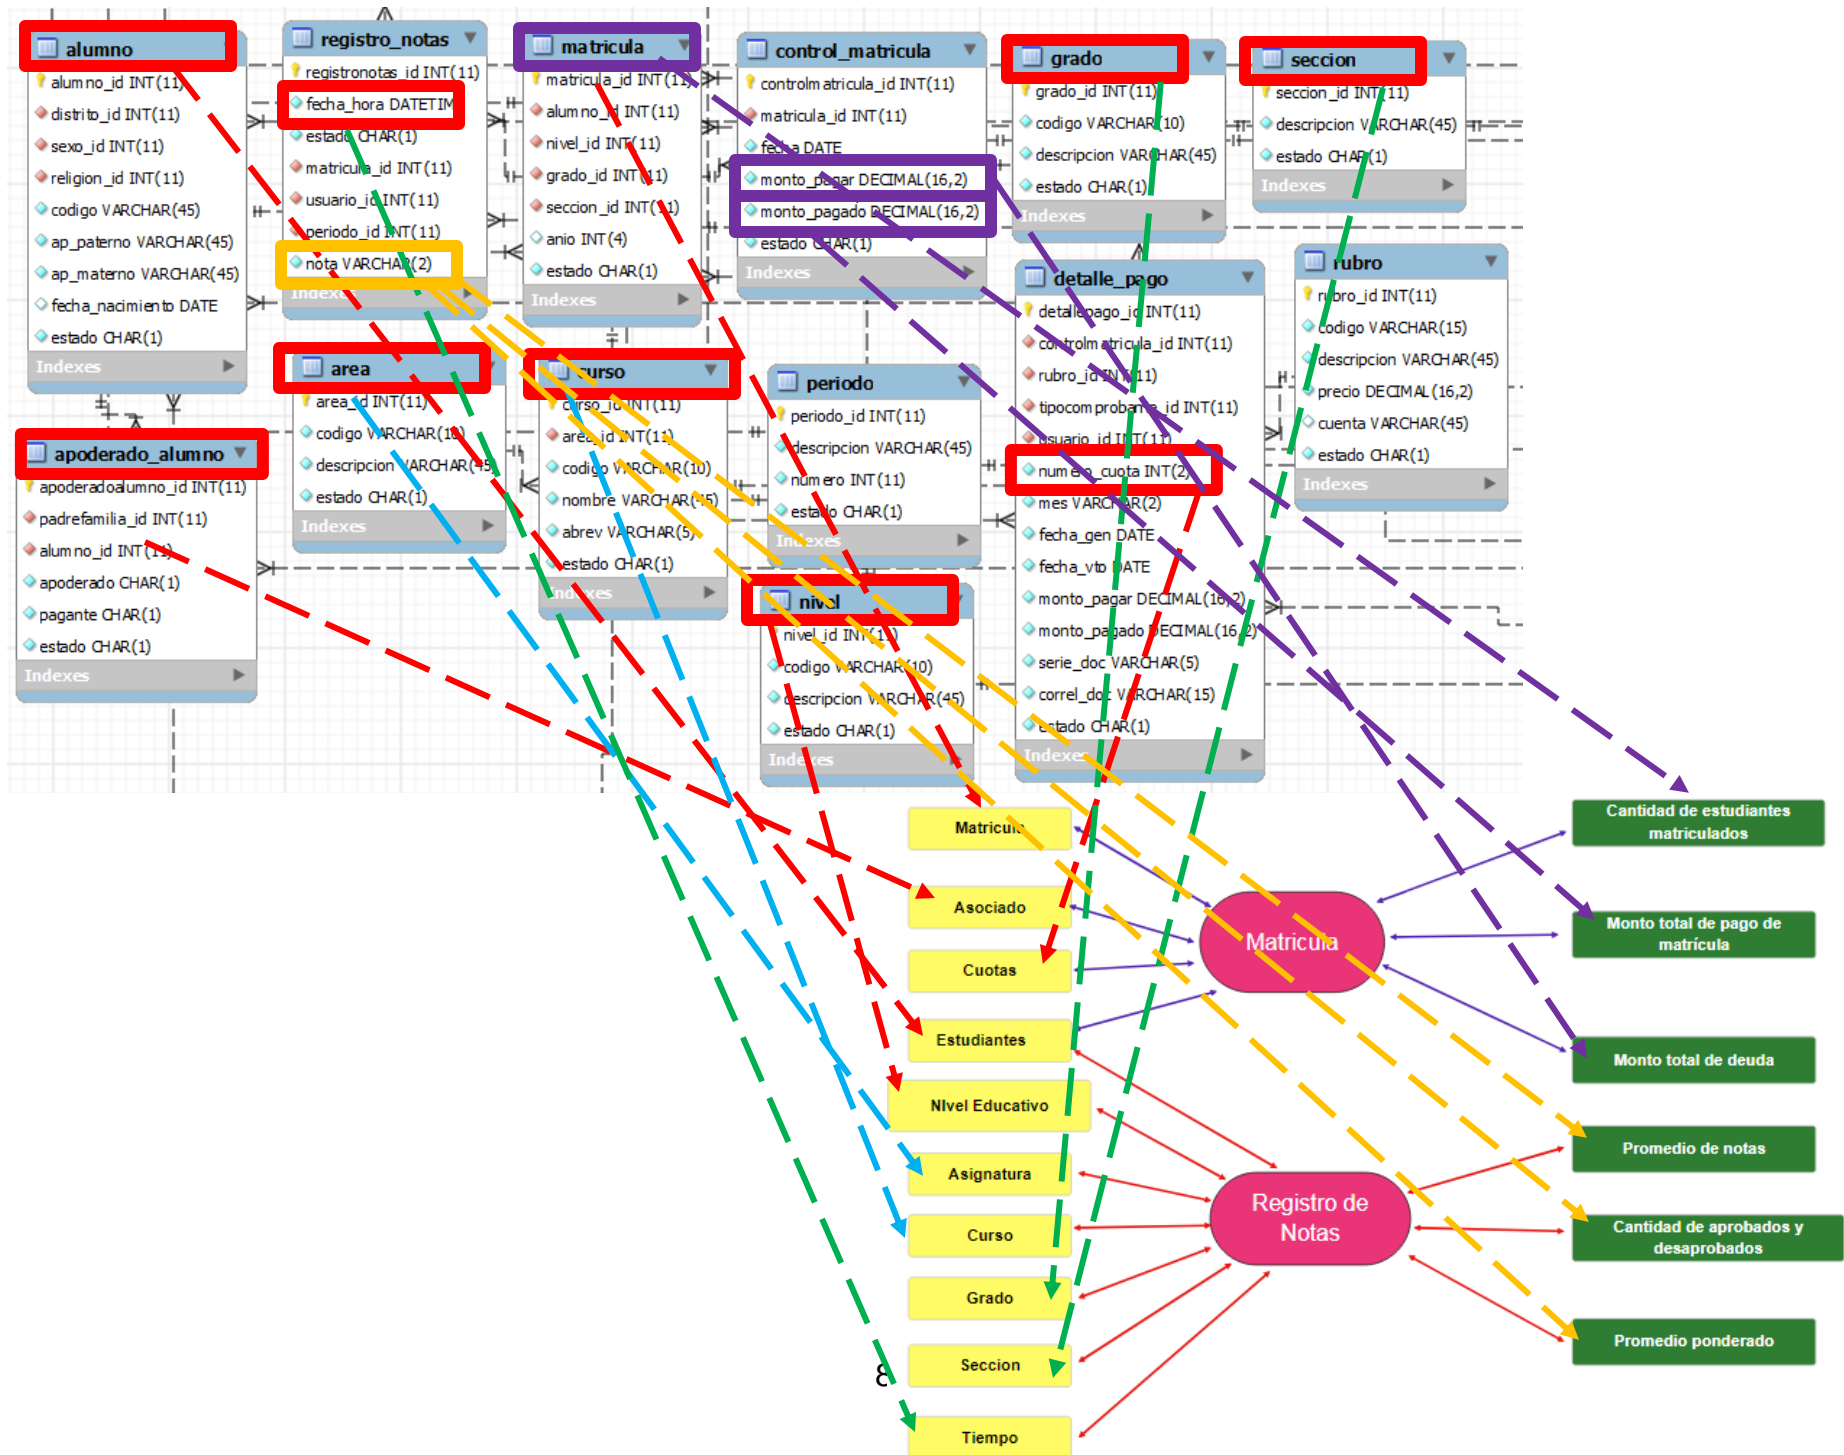 alumno
alumno_id INT(11)
distrito_id INT(11)
sexo_id INT(11)
religion_id INT(11)
codigo VARCHAR(45)
ap_paterno VARCHAR(45)
ap_materno VARCHAR(45)
fecha_nacimiento DATE
estado CHAR(1)
Indexes
registro_notas
registronotas_id INT(11)
fecha_hora DATETIM
estado CHAR(1)
matricula_id INT(11)
usuario_id INT(11)
periodo_id INT(11)
nota VARCHAR(2)
Indexes
matricula
matricula_id INT(11)
alumno_id INT(11)
nivel_id INT(11)
grado_id INT(11)
seccion_id INT(11)
anio INT(4)
estado CHAR(1)
Indexes
control_matricula
controlmatricula_id INT(11)
matricula_id INT(11)
fecha DATE
monto_pagar DECIMAL(16,2)
monto_pagado DECIMAL(16,2)
estado CHAR(1)
Indexes
grado
grado_id INT(11)
codigo VARCHAR(10)
descripcion VARCHAR(45)
estado CHAR(1)
Indexes
seccion
seccion_id INT(11)
descripcion VARCHAR(45)
estado CHAR(1)
Indexes
apoderado_alumno
apoderadoalumno_id INT(11)
padrefamilia_id INT(11)
alumno_id INT(11)
apoderado CHAR(1)
pagante CHAR(1)
estado CHAR(1)
Indexes
area
area_id INT(11)
codigo VARCHAR(10)
descripcion VARCHAR(45)
estado CHAR(1)
Indexes
curso
curso_id INT(11)
area_id INT(11)
codigo VARCHAR(10)
nombre VARCHAR(45)
abrev VARCHAR(5)
estado CHAR(1)
Indexes
periodo
periodo_id INT(11)
descripcion VARCHAR(45)
numero INT(11)
estado CHAR(1)
Indexes
nivel
nivel_id INT(11)
codigo VARCHAR(10)
descripcion VARCHAR(45)
estado CHAR(1)
Indexes
detalle_pago
detallepago_id INT(11)
controlmatricula_id INT(11)
rubro_id INT(11)
tipocomprobante_id INT(11)
usuario_id INT(11)
numero_cuota INT(2)
mes VARCHAR(2)
fecha_gen DATE
fecha_vto DATE
monto_pagar DECIMAL(16,2)
monto_pagado DECIMAL(16,2)
serie_doc VARCHAR(5)
correl_doc VARCHAR(15)
estado CHAR(1)
Indexes
rubro
rubro_id INT(11)
codigo VARCHAR(15)
descripcion VARCHAR(45)
precio DECIMAL(16,2)
cuenta VARCHAR(45)
estado CHAR(1)
Indexes
Matricula
Asociado
Cuotas
Estudiantes
NIvel Educativo
Asignatura
Curso
Grado
Seccion
Tiempo
8
Matricula
Registro de
Notas
Cantidad de estudiantes
matriculados
Monto total de pago de
matrícula
Monto total de deuda
Promedio de notas
Cantidad de aprobados y
desaprobados
Promedio ponderado